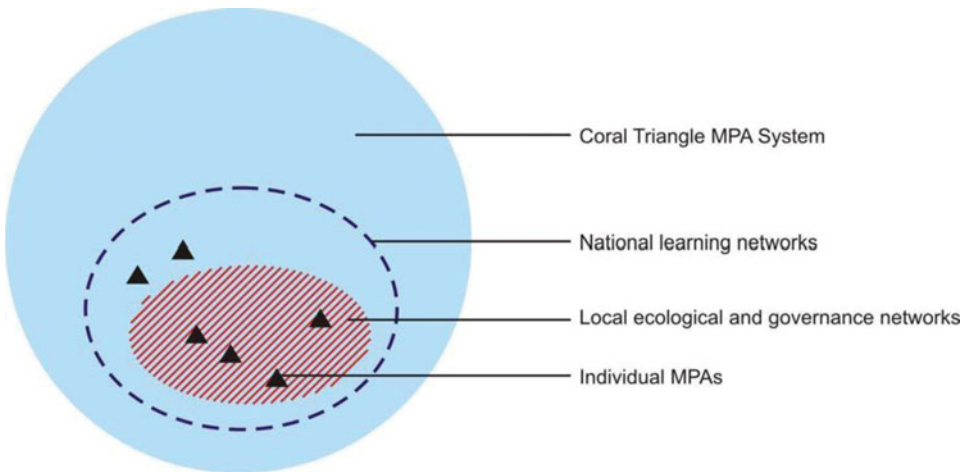 Coral Triangle MPA System
National learning networks
Local ecological and governance networks
Individual MPAs